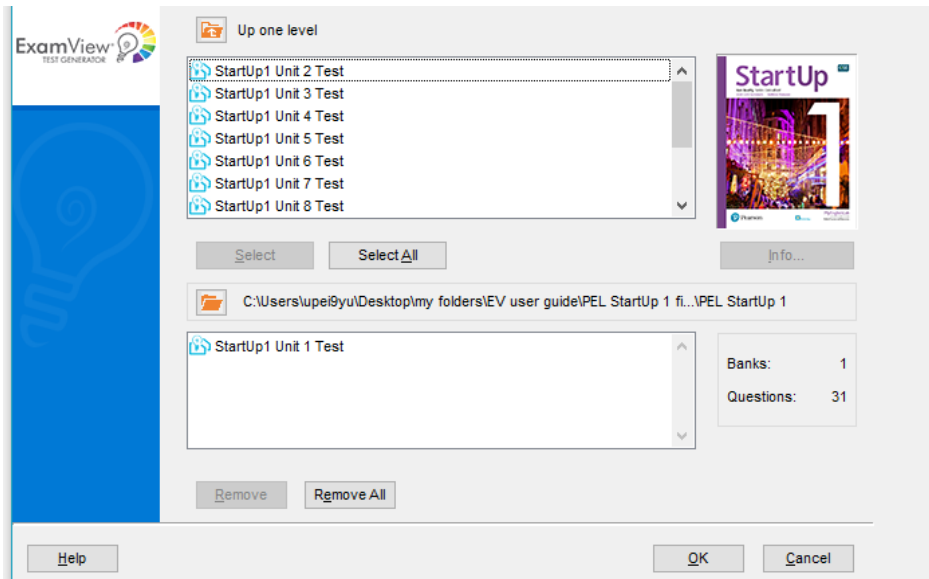 ExamView
TEST GENERATOR
Up one level
StartUp1 Unit 2 Test
StartUp1 Unit 3 Test
StartUp1 Unit 4 Test
StartUp1 Unit 5 Test
StartUp1 Unit 6 Test
StartUp1 Unit 7 Test
StartUp1 Unit 8 Test
StartUp
1
Pearson
Select
Select All
Info...
C:\Users\upei9yu\Desktop\my folders\EV user guide\PEL StartUp 1 fi...\PEL StartUp 1
StartUp1 Unit 1 Test
Banks: 1
Questions: 31
Remove
Remove All
Help
OK
Cancel